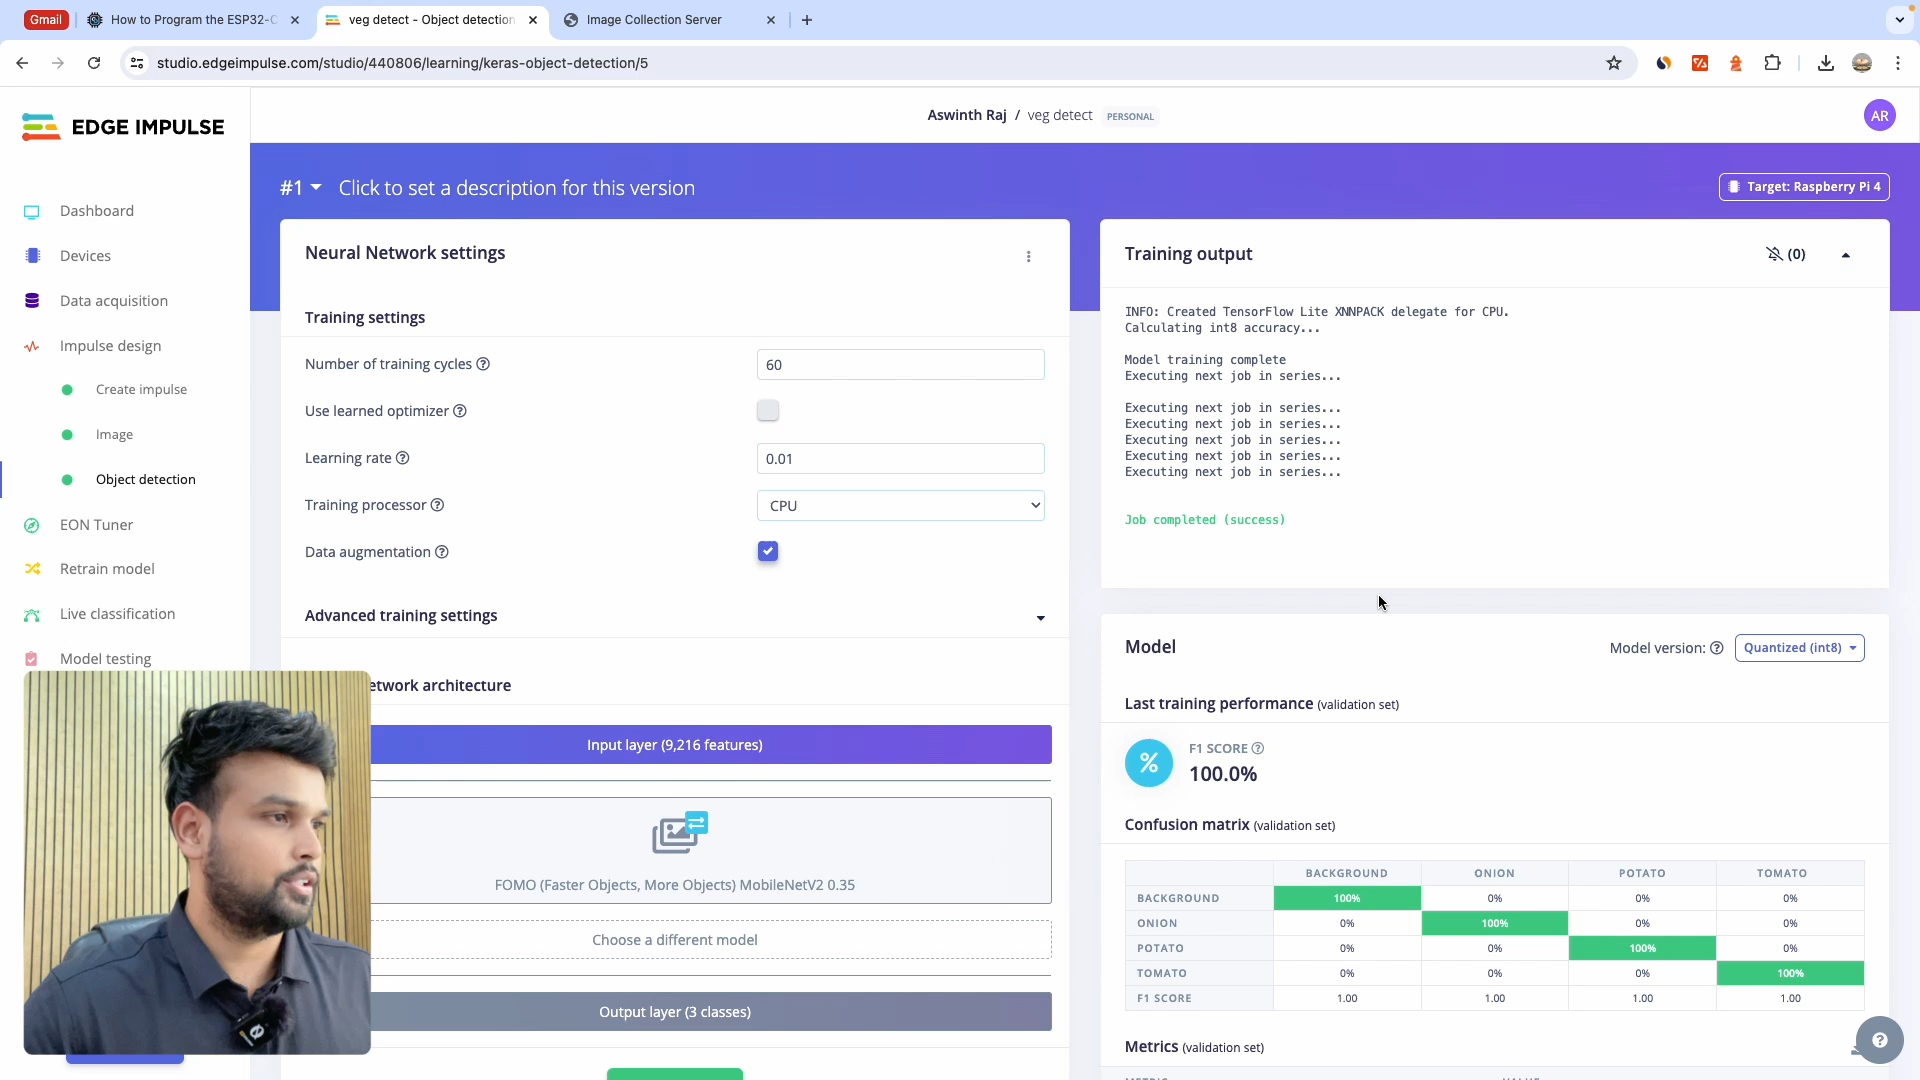 Gmail
How to Program the ESP32-C
veg detect - Object detection
Image Collection Server
studio.edgeimpulse.com/studio/440806/learning/keras-object-detection/5
EDGE IMPULSE
Aswinth Raj / veg detect PERSONAL
AR
#1 Click to set a description for this version
Target: Raspberry Pi 4
Dashboard
Devices
Data acquisition
Impulse design
Create impulse
Image
Object detection
EON Tuner
Retrain model
Live classification
Model testing
Neural Network settings
Training settings
Number of training cycles ?
60
Use learned optimizer ?
Learning rate ?
0.01
Training processor ?
CPU
Data augmentation ?
Advanced training settings
etwork architecture
Input layer (9,216 features)
FOMO (Faster Objects, More Objects) MobileNetV2 0.35
Choose a different model
Output layer (3 classes)
Training output
(0)
INFO: Created TensorFlow Lite XNNPACK delegate for CPU.
Calculating int8 accuracy...
Model training complete
Executing next job in series...
Executing next job in series...
Executing next job in series...
Executing next job in series...
Executing next job in series...
Executing next job in series...
Job completed (success)
Model
Model version: ? Quantized (int8)
Last training performance (validation set)
%
F1 SCORE ?
100.0%
Confusion matrix (validation set)
BACKGROUND ONION POTATO TOMATO
BACKGROUND 100% 0% 0% 0%
ONION 0% 100% 0% 0%
POTATO 0% 0% 100% 0%
TOMATO 0% 0% 0% 100%
F1 SCORE 1.00 1.00 1.00 1.00
Metrics (validation set)
METRIC VALUE
?